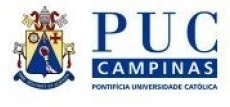 PUC
CAMPINAS
PONTIFÍCIA UNIVERSIDADE CATÓLICA